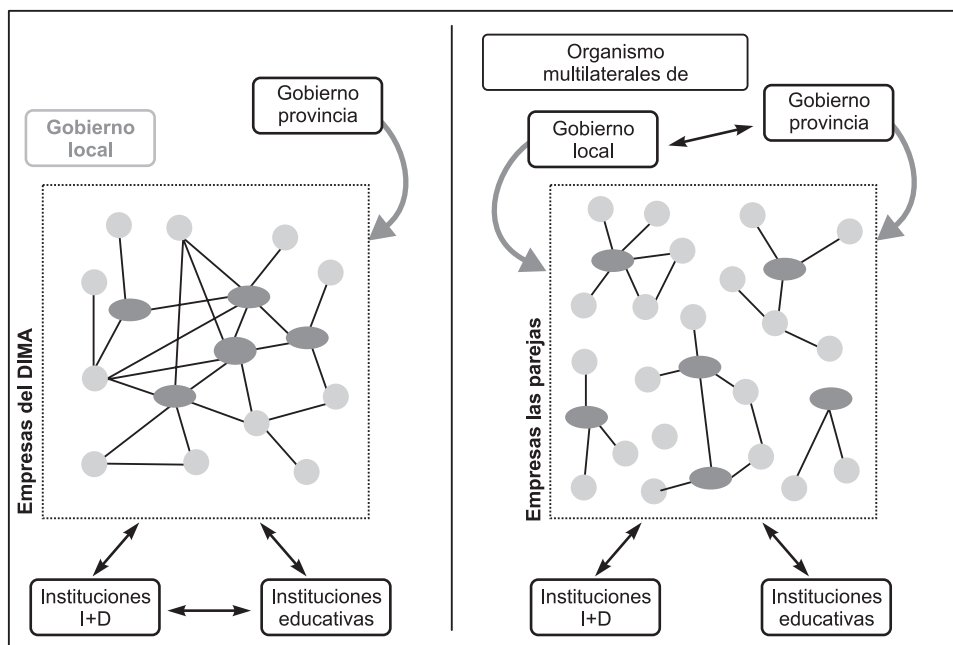 Gobierno
provincia
Gobierno
local
Empresas del DIMA
Instituciones
I+D
Instituciones
educativas
Organismo
multilaterales de
Gobierno
provincia
Gobierno
local
Empresas las parejas
Instituciones
I+D
Instituciones
educativas